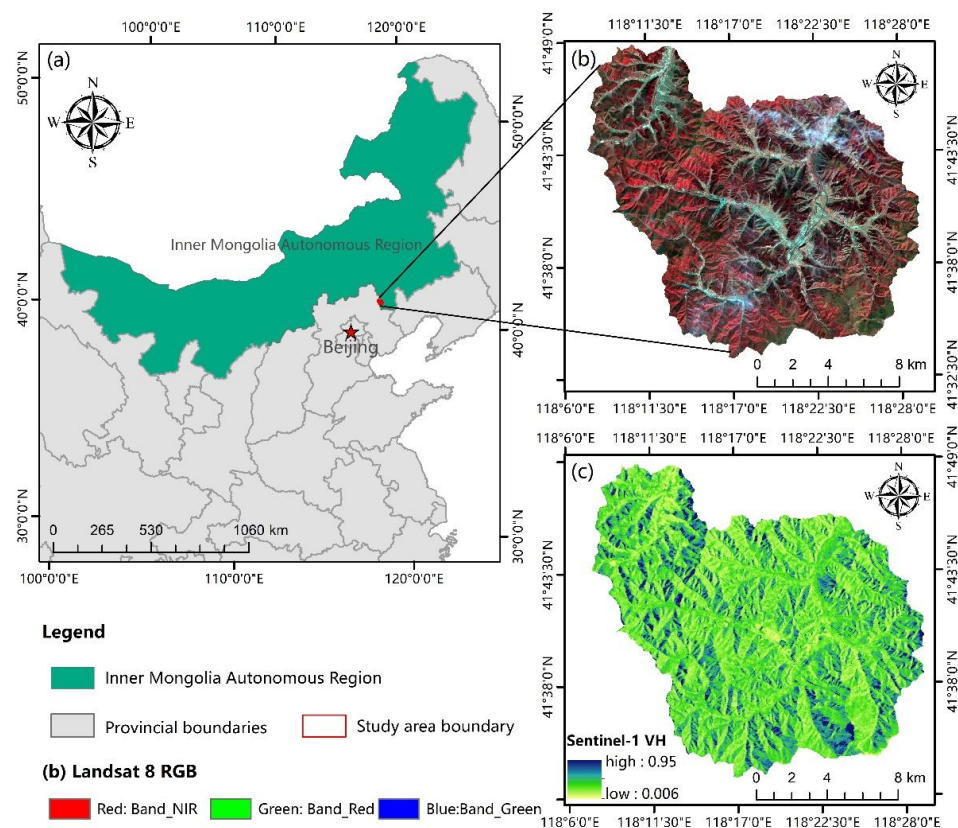 100°0'0"E 110°0'0"E 120°0'0"E
(a)
N
W E
S
50°0'0"N
40°0'0"N
30°0'0"N
50°0'0"N
40°0'0"N
30°0'0"N
Inner Mongolia Autonomous Region
Beijing
0 265 530 1060 km
100°0'0"E 110°0'0"E 120°0'0"E
118°11'30"E 118°17'0"E 118°22'30"E 118°28'0"E
(b)
N
W E
S
41°49'0"N
41°43'30"N
41°38'0"N
41°43'30"N
41°38'0"N
41°32'30"N
0 2 4 8 km
118°6'0"E 118°11'30"E 118°17'0"E 118°22'30"E 118°28'0"E
118°6'0"E 118°11'30"E 118°17'0"E 118°22'30"E 118°28'0"E
(c)
N
W E
S
41°43'30"N
41°38'0"N
41°49'0"N
41°43'30"N
41°38'0"N
41°32'30"N
Sentinel-1 VH
high : 0.95
low : 0.006
0 2 4 8 km
118°6'0"E 118°11'30"E 118°17'0"E 118°22'30"E 118°28'0"E
Legend
Inner Mongolia Autonomous Region
Provincial boundaries Study area boundary
(b) Landsat 8 RGB
Red: Band_NIR Green: Band_Red Blue:Band_Green